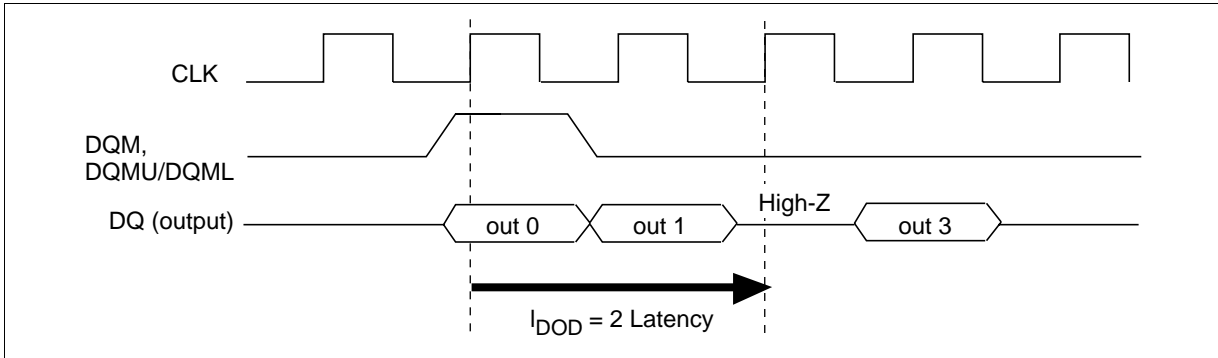 CLK
DQM,
DQMU/DQML
DQ (output)
out 0
out 1
High-Z
out 3
lDOD = 2 Latency